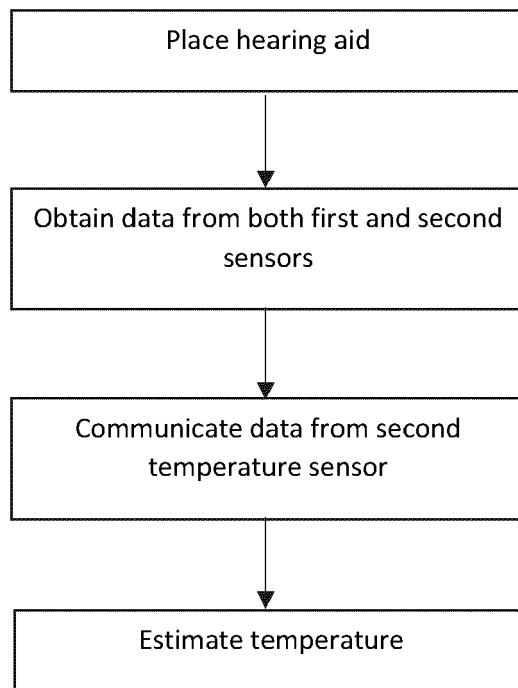 Place hearing aid
Obtain data from both first and second
sensors
Communicate data from second
temperature sensor
Estimate temperature